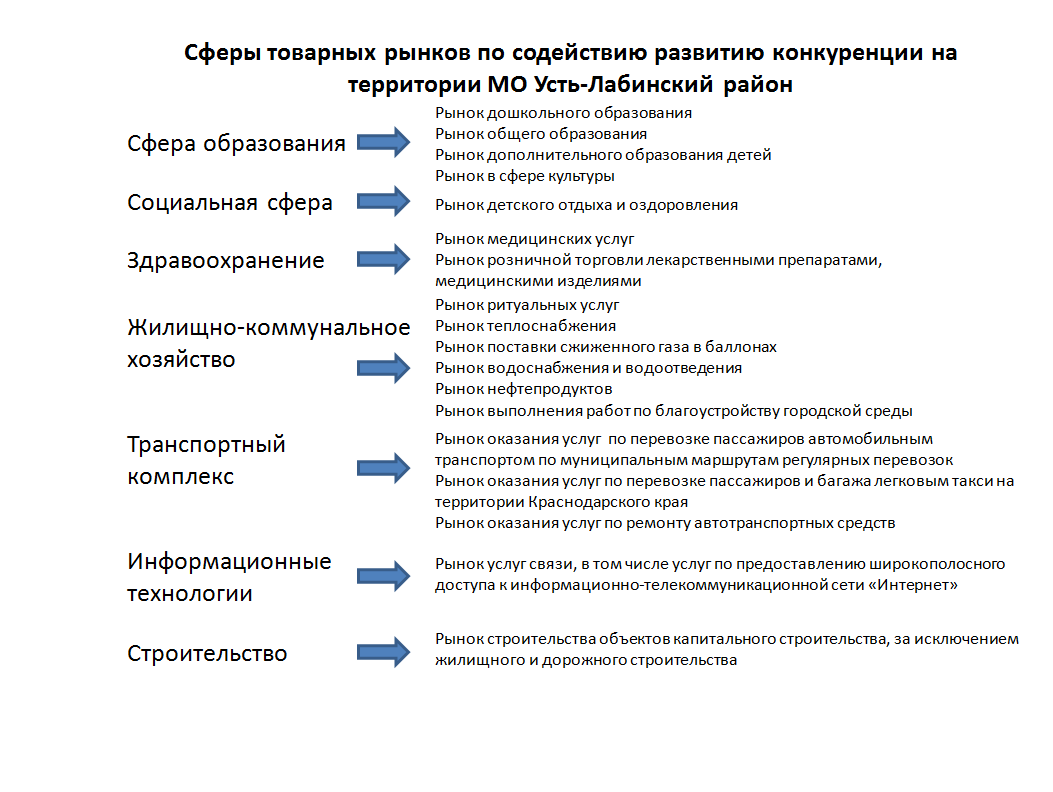 Сферы товарных рынков по содействию развитию конкуренции на
территории МО Усть-Лабинский район
Сфера образования
Рынок дошкольного образования
Рынок общего образования
Рынок дополнительного образования детей
Рынок в сфере культуры
Социальная сфера
Рынок детского отдыха и оздоровления
Здравоохранение
Рынок медицинских услуг
Рынок розничной торговли лекарственными препаратами,
медицинскими изделиями
Жилищно-коммунальное
хозяйство
Рынок ритуальных услуг
Рынок теплоснабжения
Рынок поставки сжиженного газа в баллонах
Рынок водоснабжения и водоотведения
Рынок нефтепродуктов
Рынок выполнения работ по благоустройству городской среды
Транспортный
комплекс
Рынок оказания услуг по перевозке пассажиров автомобильным
транспортом по муниципальным маршрутам регулярных перевозок
Рынок оказания услуг по перевозке пассажиров и багажа легковым такси на
территории Краснодарского края
Рынок оказания услуг по ремонту автотранспортных средств
Информационные
технологии
Рынок услуг связи, в том числе услуг по предоставлению широкополосного
доступа к информационно-телекоммуникационной сети «Интернет»
Строительство
Рынок строительства объектов капитального строительства, за исключением
жилищного и дорожного строительства